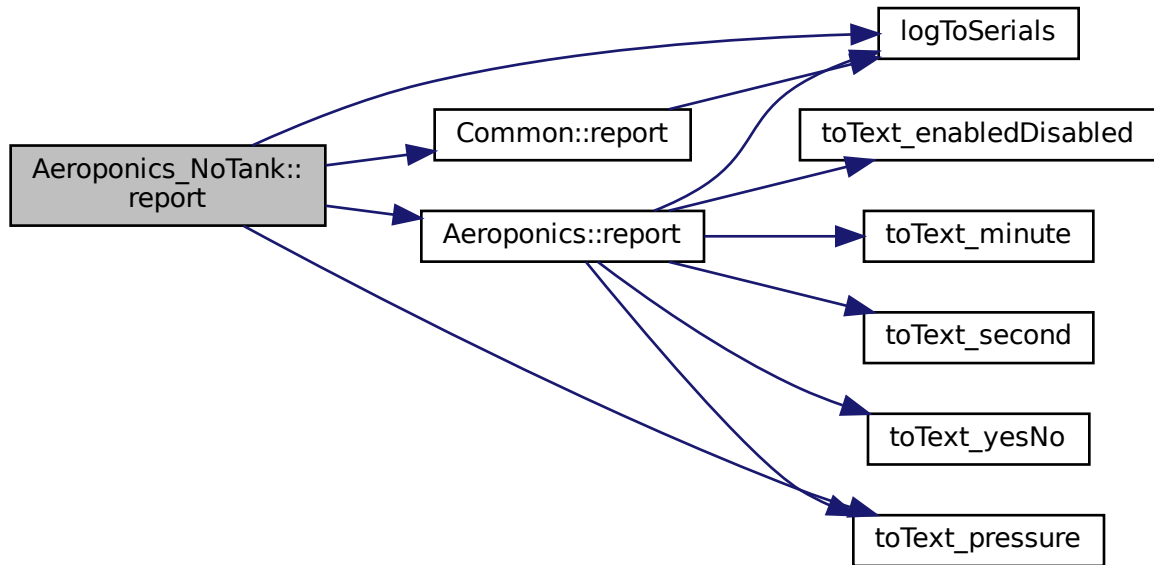 Aeroponics_NoTank::
report
Common::report
Aeroponics::report
logToSerials
toText_enabledDisabled
toText_minute
toText_second
toText_yesNo
toText_pressure